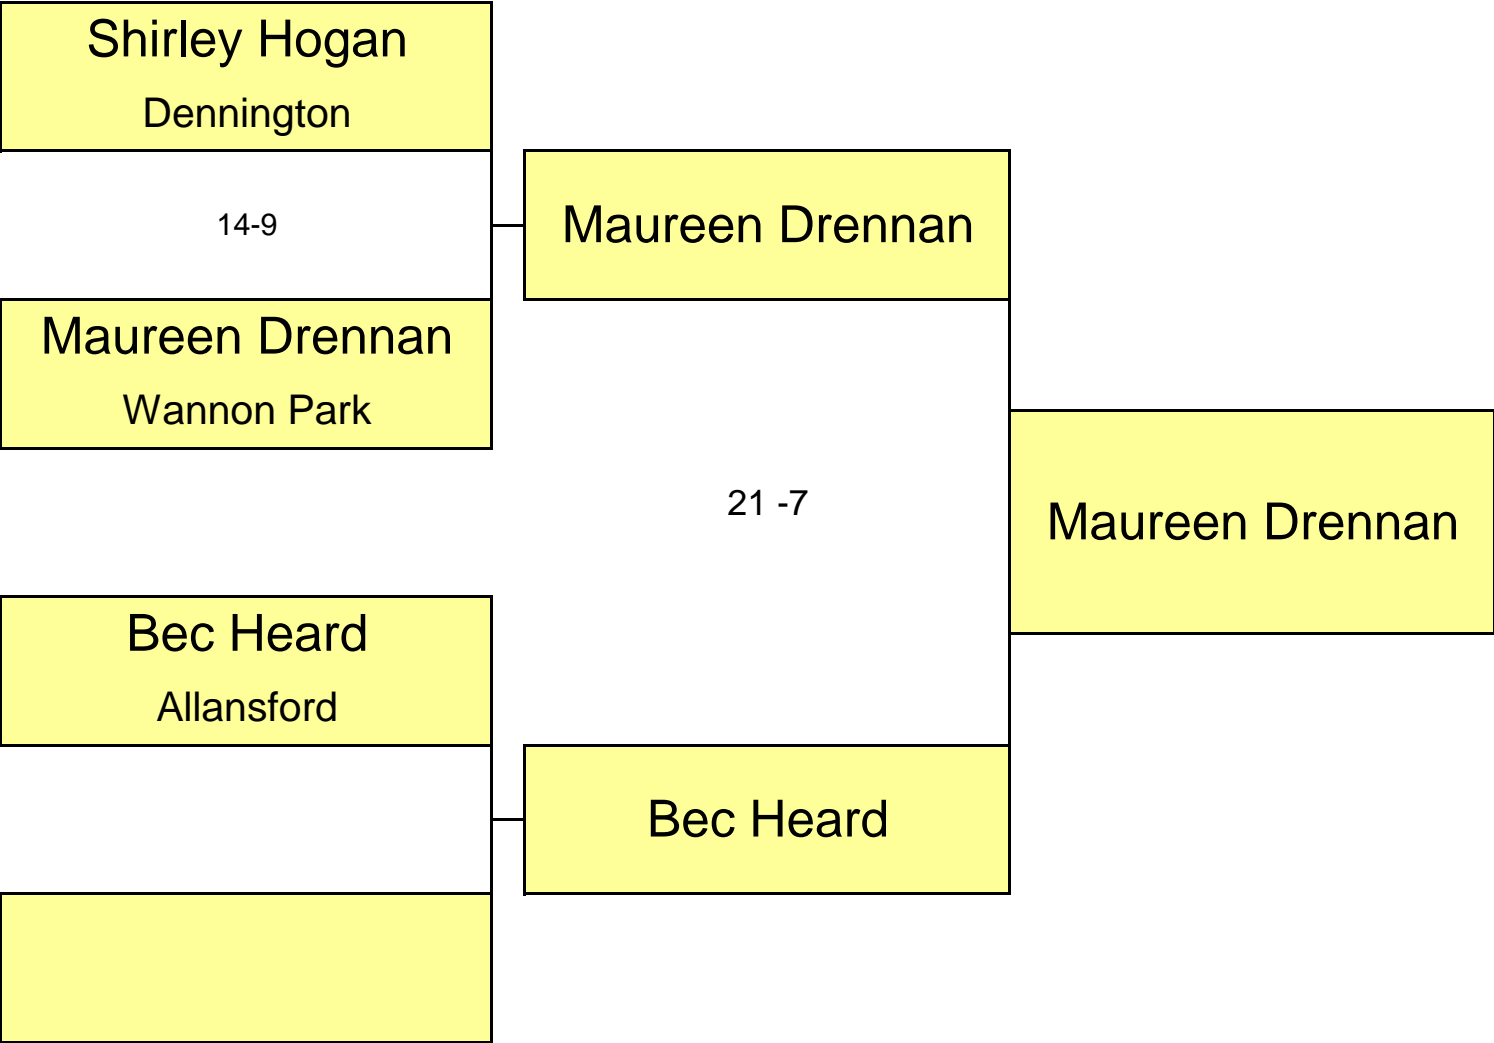 Shirley Hogan
Dennington
14-9
Maureen Drennan
Maureen Drennan
Wannon Park
21 -7
Maureen Drennan
Bec Heard
Allansford
Bec Heard